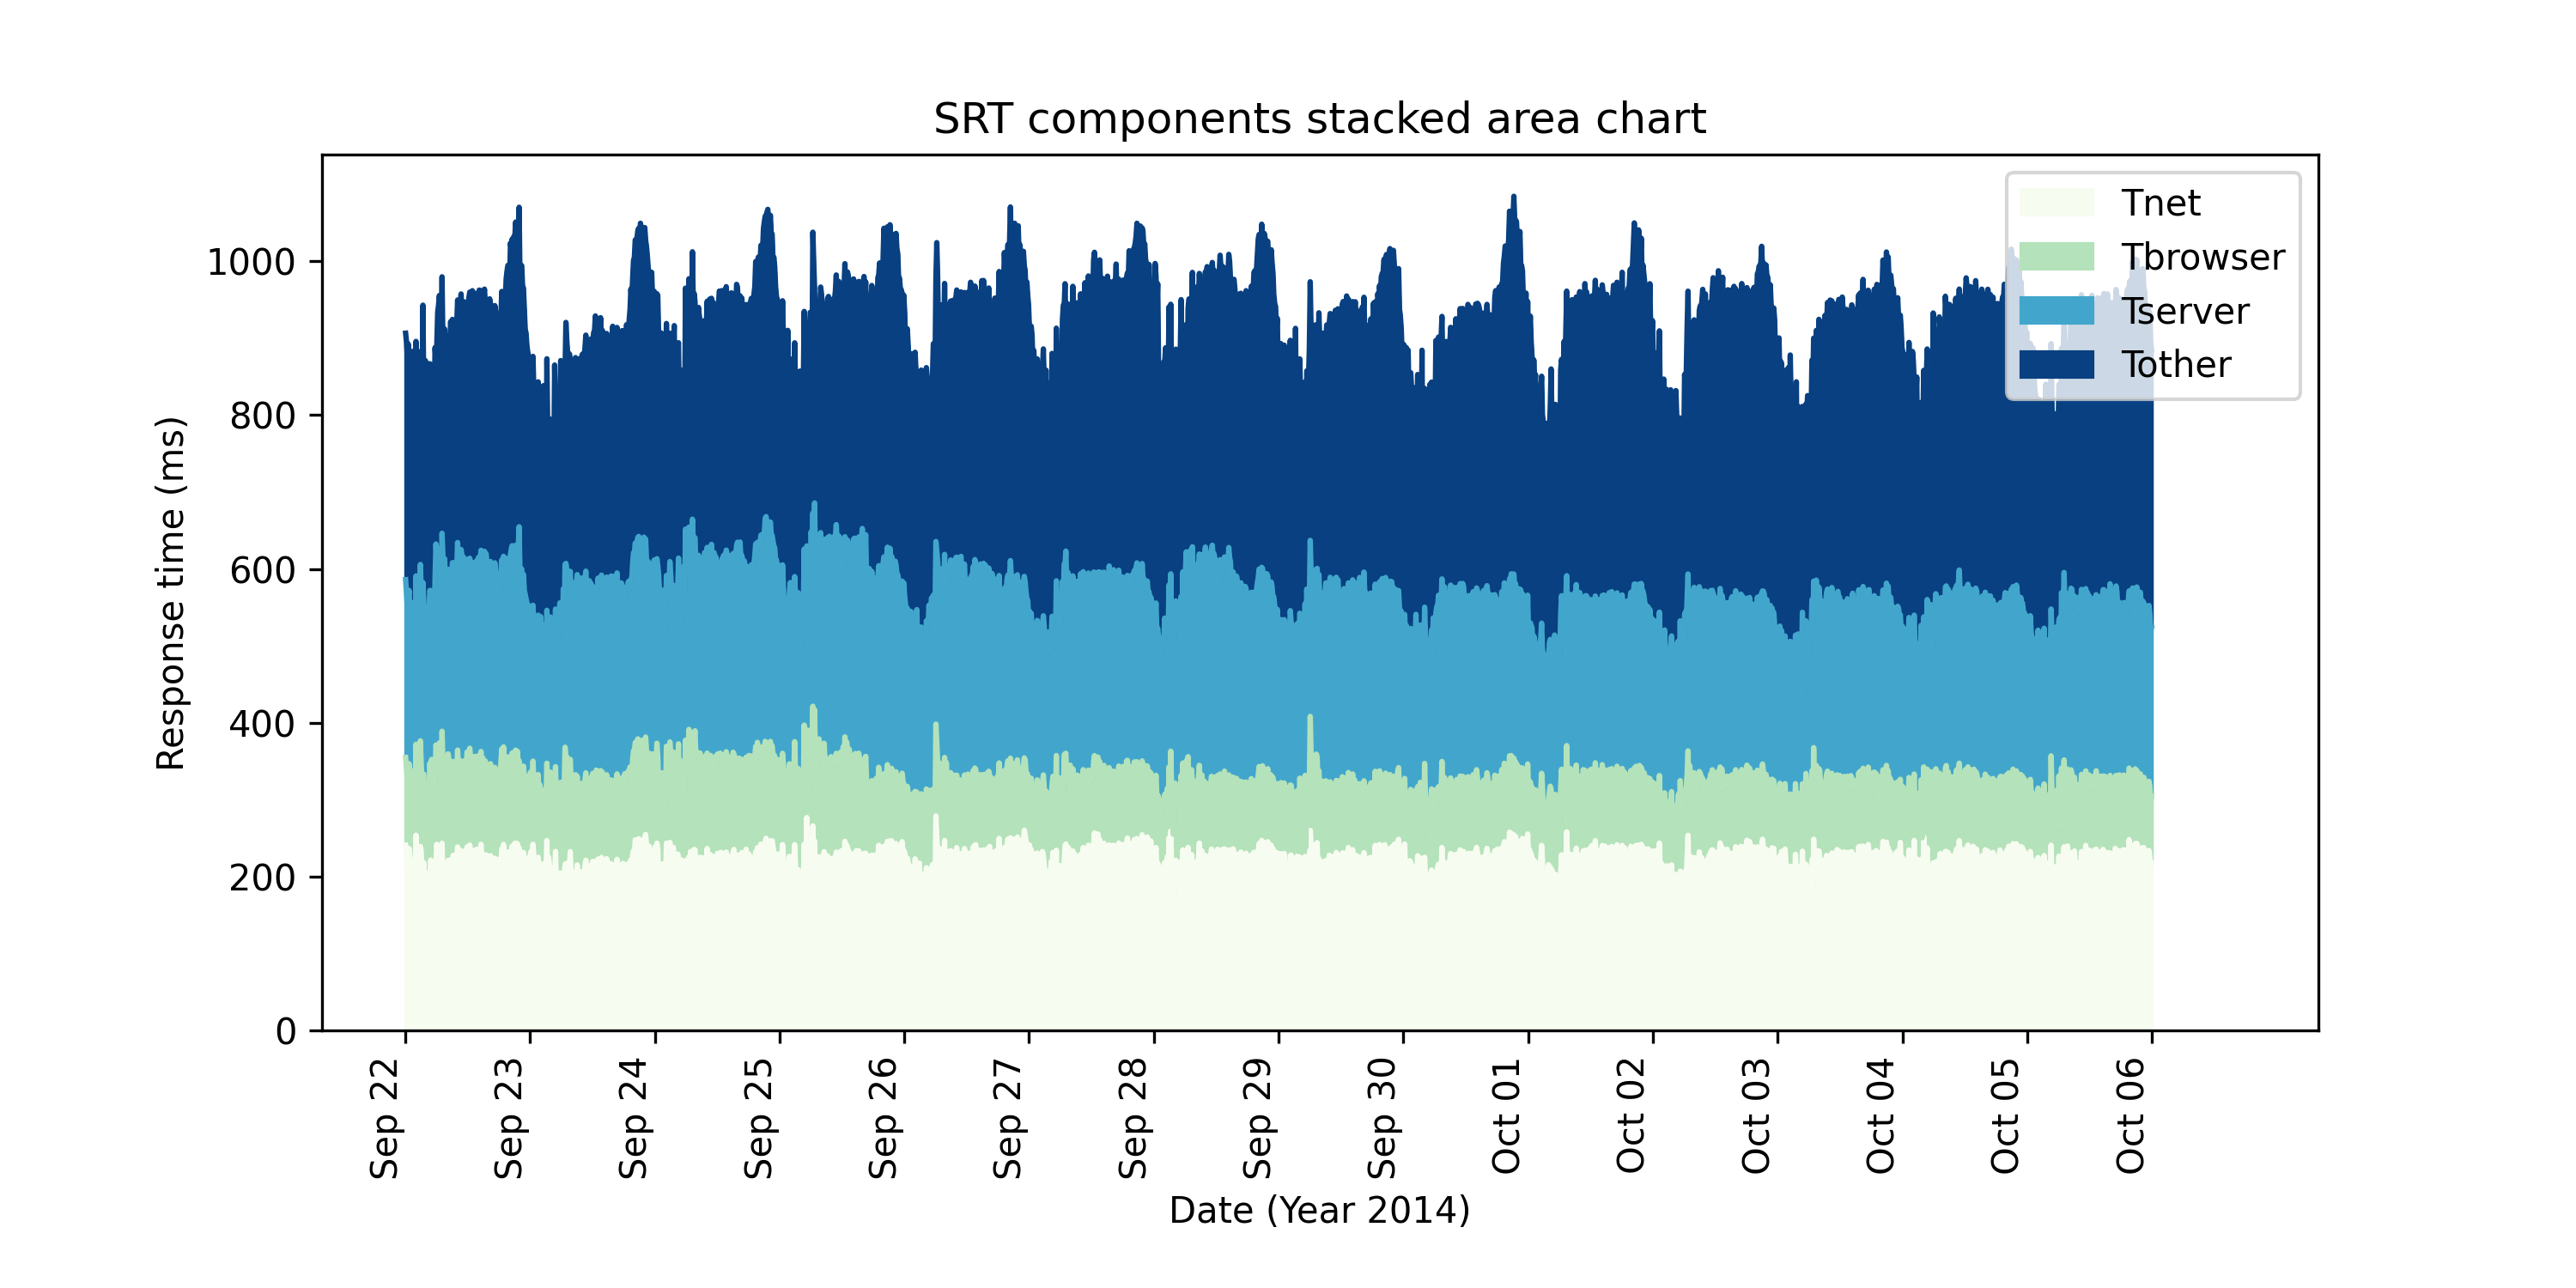 SRT components stacked area chart
Response time (ms)
1000
800
600
400
200
0
Tnet
Tbrowser
Tserver
Tother
Sep 22
Sep 23
Sep 24
Sep 25
Sep 26
Sep 27
Sep 28
Sep 29
Sep 30
Oct 01
Oct 02
Oct 03
Oct 04
Oct 05
Oct 06
Date (Year 2014)